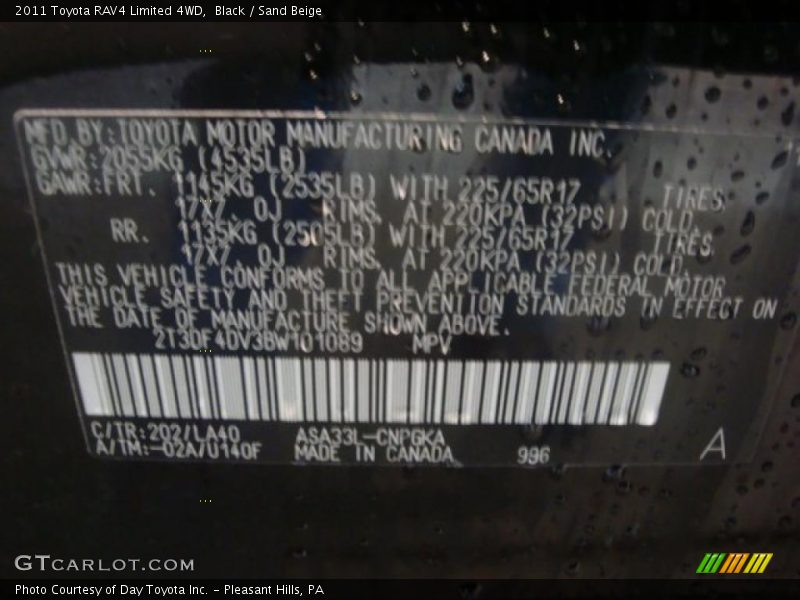 2011 Toyota RAV4 Limited 4WD, Black / Sand Beige
MFD.BY:TOYOTA MOTOR MANUFACTURING CANADA INC.
GVWR:2055KG (4535LB)
GAWR:FRT. 1145KG (2535LB) WITH 225/65R17 TIRES,
17X7. 0J RIMS, AT 220KPA (32PSI) COLD.
RR. 1135KG (2505LB) WITH 225/65R17 TIRES,
17X7. 0J RIMS, AT 220KPA (32PSI) COLD.
THIS VEHICLE CONFORMS TO ALL APPLICABLE FEDERAL MOTOR
VEHICLE SAFETY AND THEFT PREVENTION STANDARDS IN EFFECT ON
THE DATE OF MANUFACTURE SHOWN ABOVE.
2T3DF4DV3BW101089 MPV
C/TR:202/LA40 ASA33L-CNPGKA
A/TM:-02A/U140F MADE IN CANADA 996 A
GTCARLOT.COM
Photo Courtesy of Day Toyota Inc. - Pleasant Hills, PA